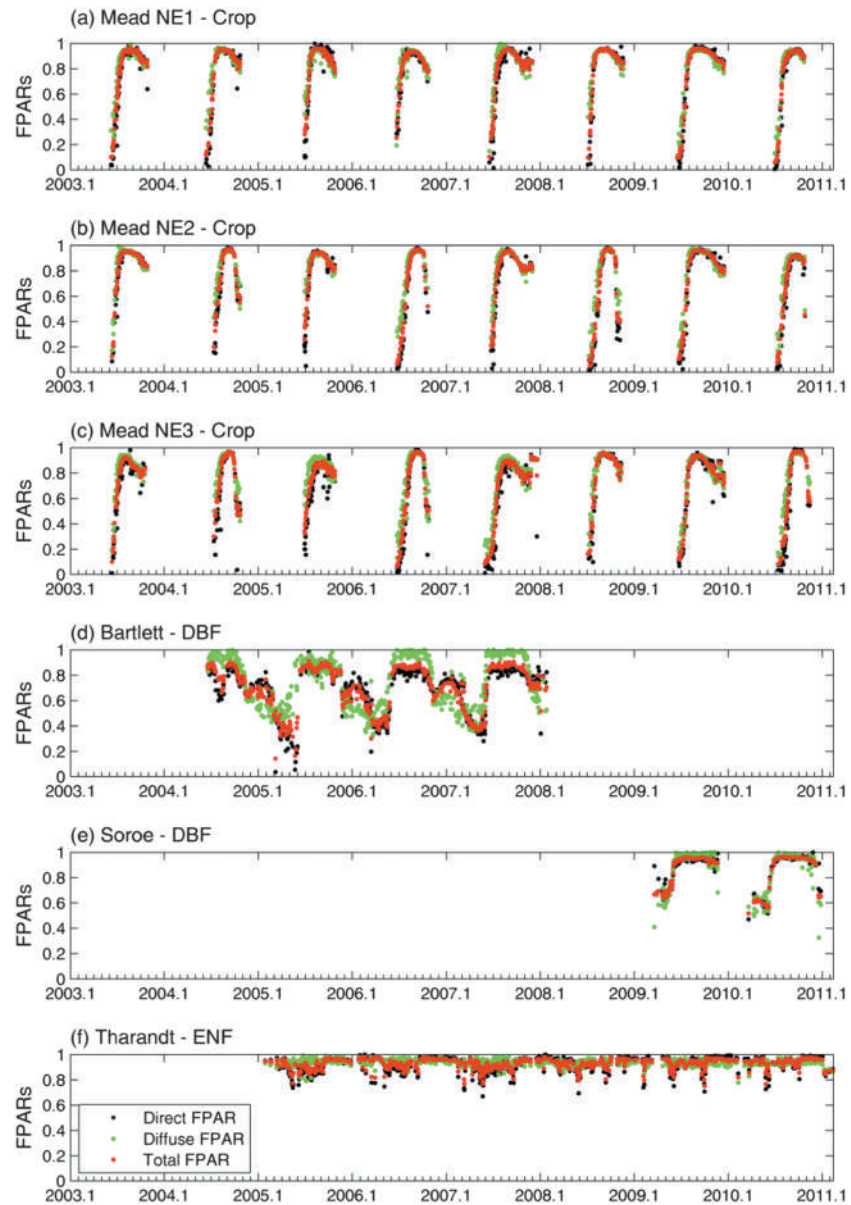 (a) Mead NE1 - Crop
FPARs
1
0.8
0.6
0.4
0.2
0
2003.1 2004.1 2005.1 2006.1 2007.1 2008.1 2009.1 2010.1 2011.1
(b) Mead NE2 - Crop
FPARs
1
0.8
0.6
0.4
0.2
0
2003.1 2004.1 2005.1 2006.1 2007.1 2008.1 2009.1 2010.1 2011.1
(c) Mead NE3 - Crop
FPARs
1
0.8
0.6
0.4
0.2
0
2003.1 2004.1 2005.1 2006.1 2007.1 2008.1 2009.1 2010.1 2011.1
(d) Bartlett - DBF
FPARs
1
0.8
0.6
0.4
0.2
0
2003.1 2004.1 2005.1 2006.1 2007.1 2008.1 2009.1 2010.1 2011.1
(e) Soroe - DBF
FPARs
1
0.8
0.6
0.4
0.2
0
2003.1 2004.1 2005.1 2006.1 2007.1 2008.1 2009.1 2010.1 2011.1
(f) Tharandt - ENF
FPARs
1
0.8
0.6
0.4
0.2
0
Direct FPAR
Diffuse FPAR
Total FPAR
2003.1 2004.1 2005.1 2006.1 2007.1 2008.1 2009.1 2010.1 2011.1